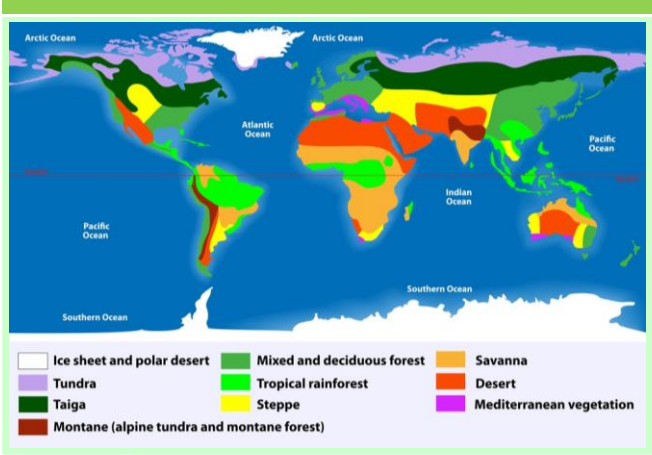 Arctic Ocean
Arctic Ocean
Atlantic
Ocean
Pacific
Ocean
Indian
Ocean
Pacific
Ocean
Southern Ocean
Southern Ocean
Ice sheet and polar desert
Mixed and deciduous forest
Savanna
Tundra
Tropical rainforest
Desert
Taiga
Steppe
Mediterranean vegetation
Montane (alpine tundra and montane forest)